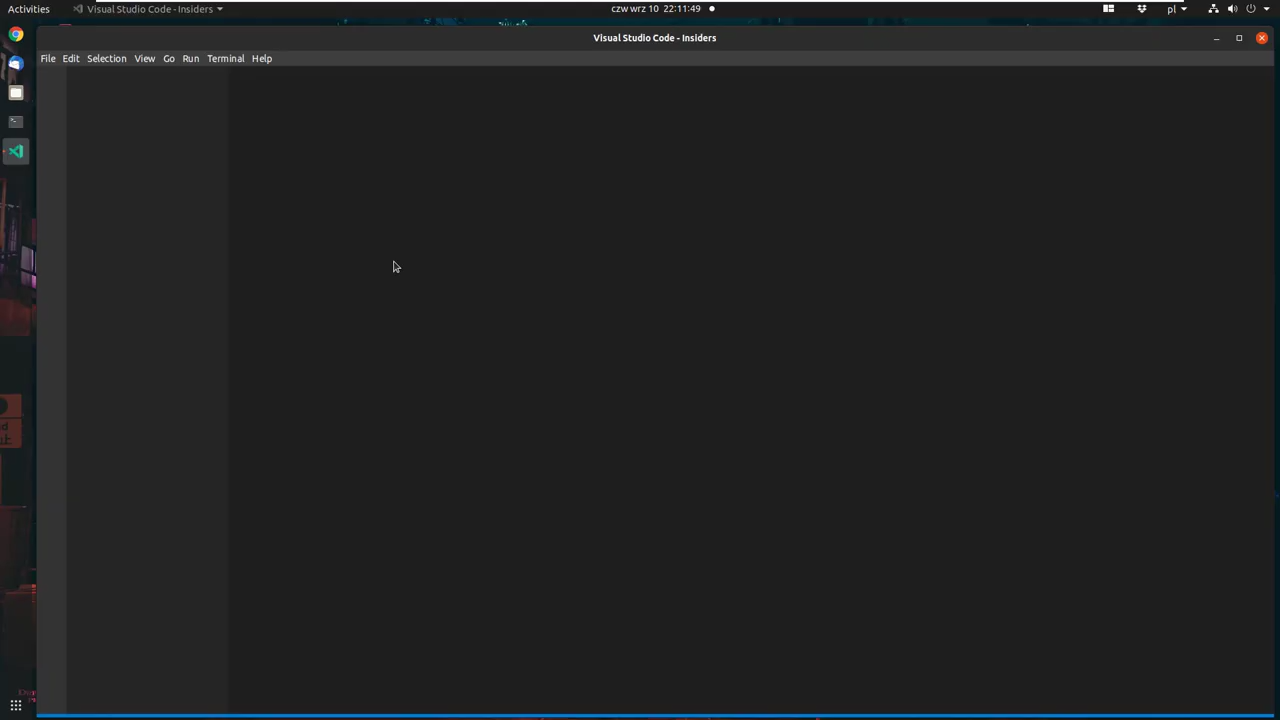 Activities
Visual Studio Code - Insiders
czw wrz 10 22:11:49
pl
Visual Studio Code - Insiders
File Edit Selection View Go Run Terminal Help